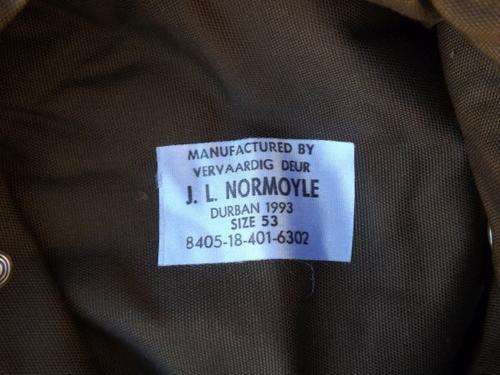 MANUFACTURED BY
VERVAARDIG DEUR
J. L. NORMOYLE
DURBAN 1993
SIZE 53
8405-18-401-6302